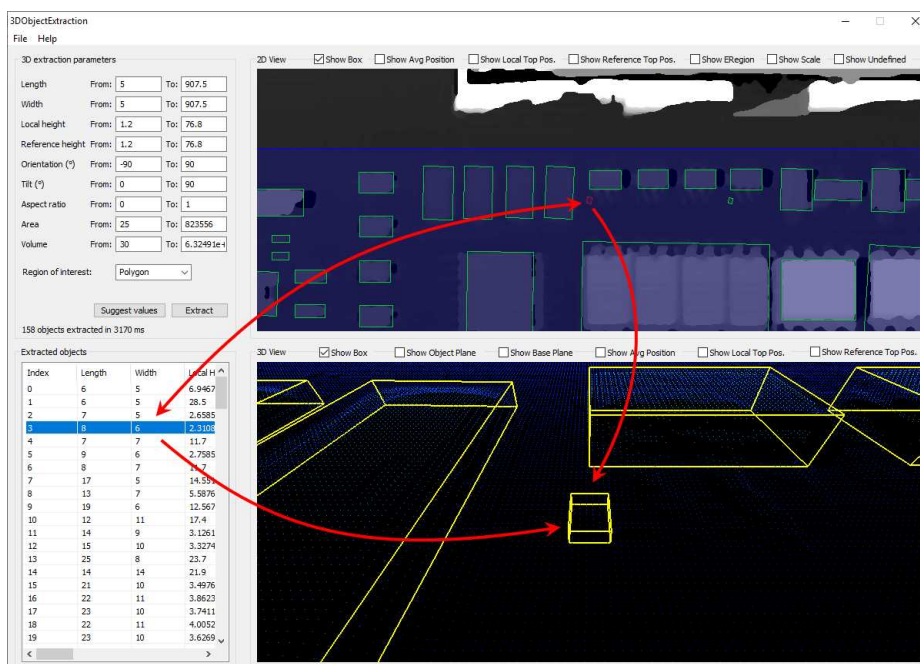 3DObjectExtraction
File Help
3D extraction parameters
Length From: 5 To: 907.5
Width From: 5 To: 907.5
Local height From: 1.2 To: 76.8
Reference height From: 1.2 To: 76.8
Orientation (°) From: -90 To: 90
Tilt (°) From: 0 To: 90
Aspect ratio From: 0 To: 1
Area From: 25 To: 823556
Volume From: 30 To: 6.32491e+
Region of interest: Polygon
Suggest values Extract
158 objects extracted in 3170 ms
2D View Show Box Show Avg Position Show Local Top Pos. Show Reference Top Pos. Show ERegion Show Scale Show Undefined
Extracted objects
Index Length Width Local H
0 6 5 6.9467
1 6 5 28.5
2 7 5 2.6585
3 8 6 2.3108
4 7 7 11.7
5 9 6 2.7585
6 8 7
7 17 5 14.551
8 13 7 5.5876
9 19 6 12.567
10 12 11 17.4
11 14 9 3.1261
12 15 10 3.3274
13 25 8 23.7
14 14 14 21.9
15 21 10 3.4976
16 22 11 3.8623
17 23 10 3.7411
18 22 11 4.0052
19 23 10 3.6269
3D View Show Box Show Object Plane Show Base Plane Show Avg Position Show Local Top Pos. Show Reference Top Pos.